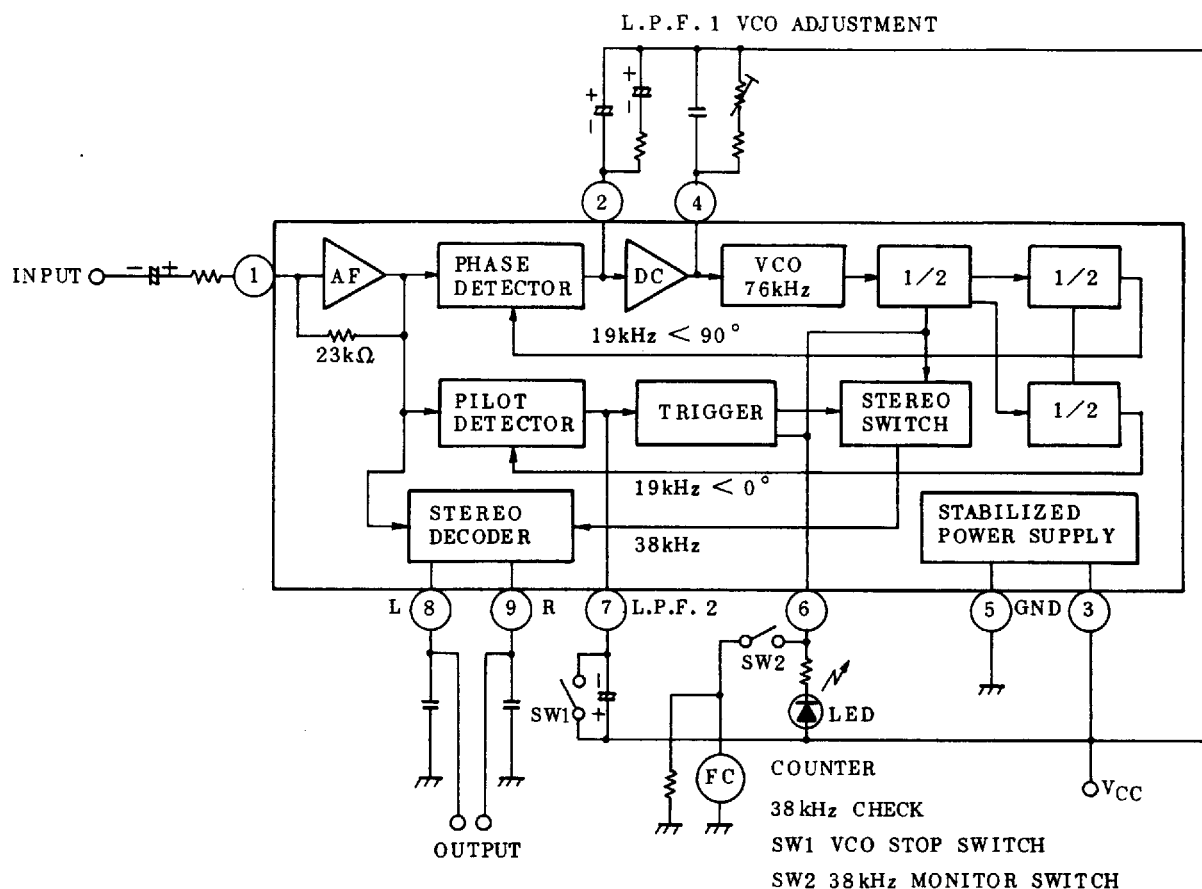 L.P.F. 1 VCO ADJUSTMENT
+
−
+
−
2
4
INPUT
− +
1
AF
23kΩ
PHASE
DETECTOR
DC
VCO
76kHz
1/2
1/2
19kHz < 90°
PILOT
DETECTOR
TRIGGER
STEREO
SWITCH
1/2
19kHz < 0°
STEREO
DECODER
38kHz
STABILIZED
POWER SUPPLY
L 8
9 R
7 L.P.F. 2
6
5 GND
3
SW1
−
+
SW2
LED
FC
VCC
OUTPUT
COUNTER
38kHz CHECK
SW1 VCO STOP SWITCH
SW2 38kHz MONITOR SWITCH